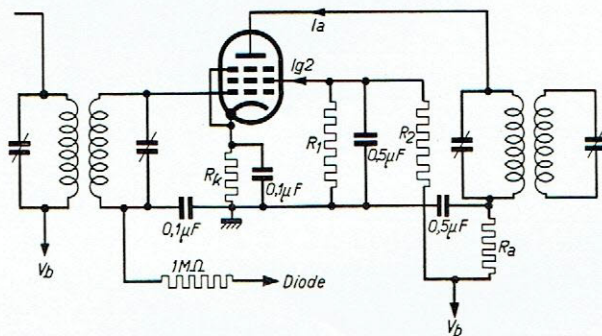 Ia
Ig2
R1
0,5µF
R2
Rk
0,1µF
0,1µF
0,5µF
Ra
Vb
1MΩ
Diode
Vb